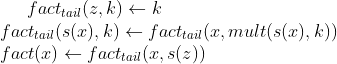 fact_{tail}(z, k) ← k
fact_{tail}(s(x), k) ← fact_{tail}(x, mult(s(x), k))
fact(x) ← fact_{tail}(x, s(z))